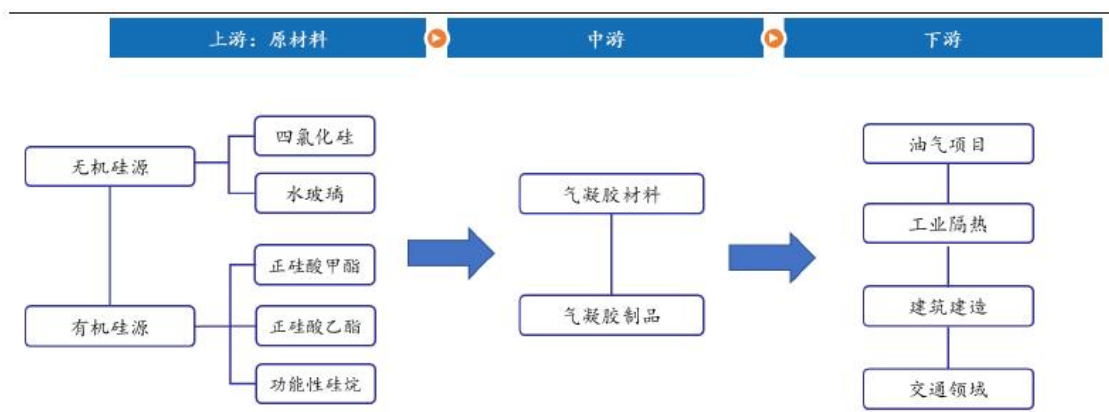 上游：原材料
中游
下游
无机硅源
四氯化硅
水玻璃
有机硅源
正硅酸甲酯
正硅酸乙酯
功能性硅烷
气凝胶材料
气凝胶制品
油气项目
工业隔热
建筑建造
交通领域